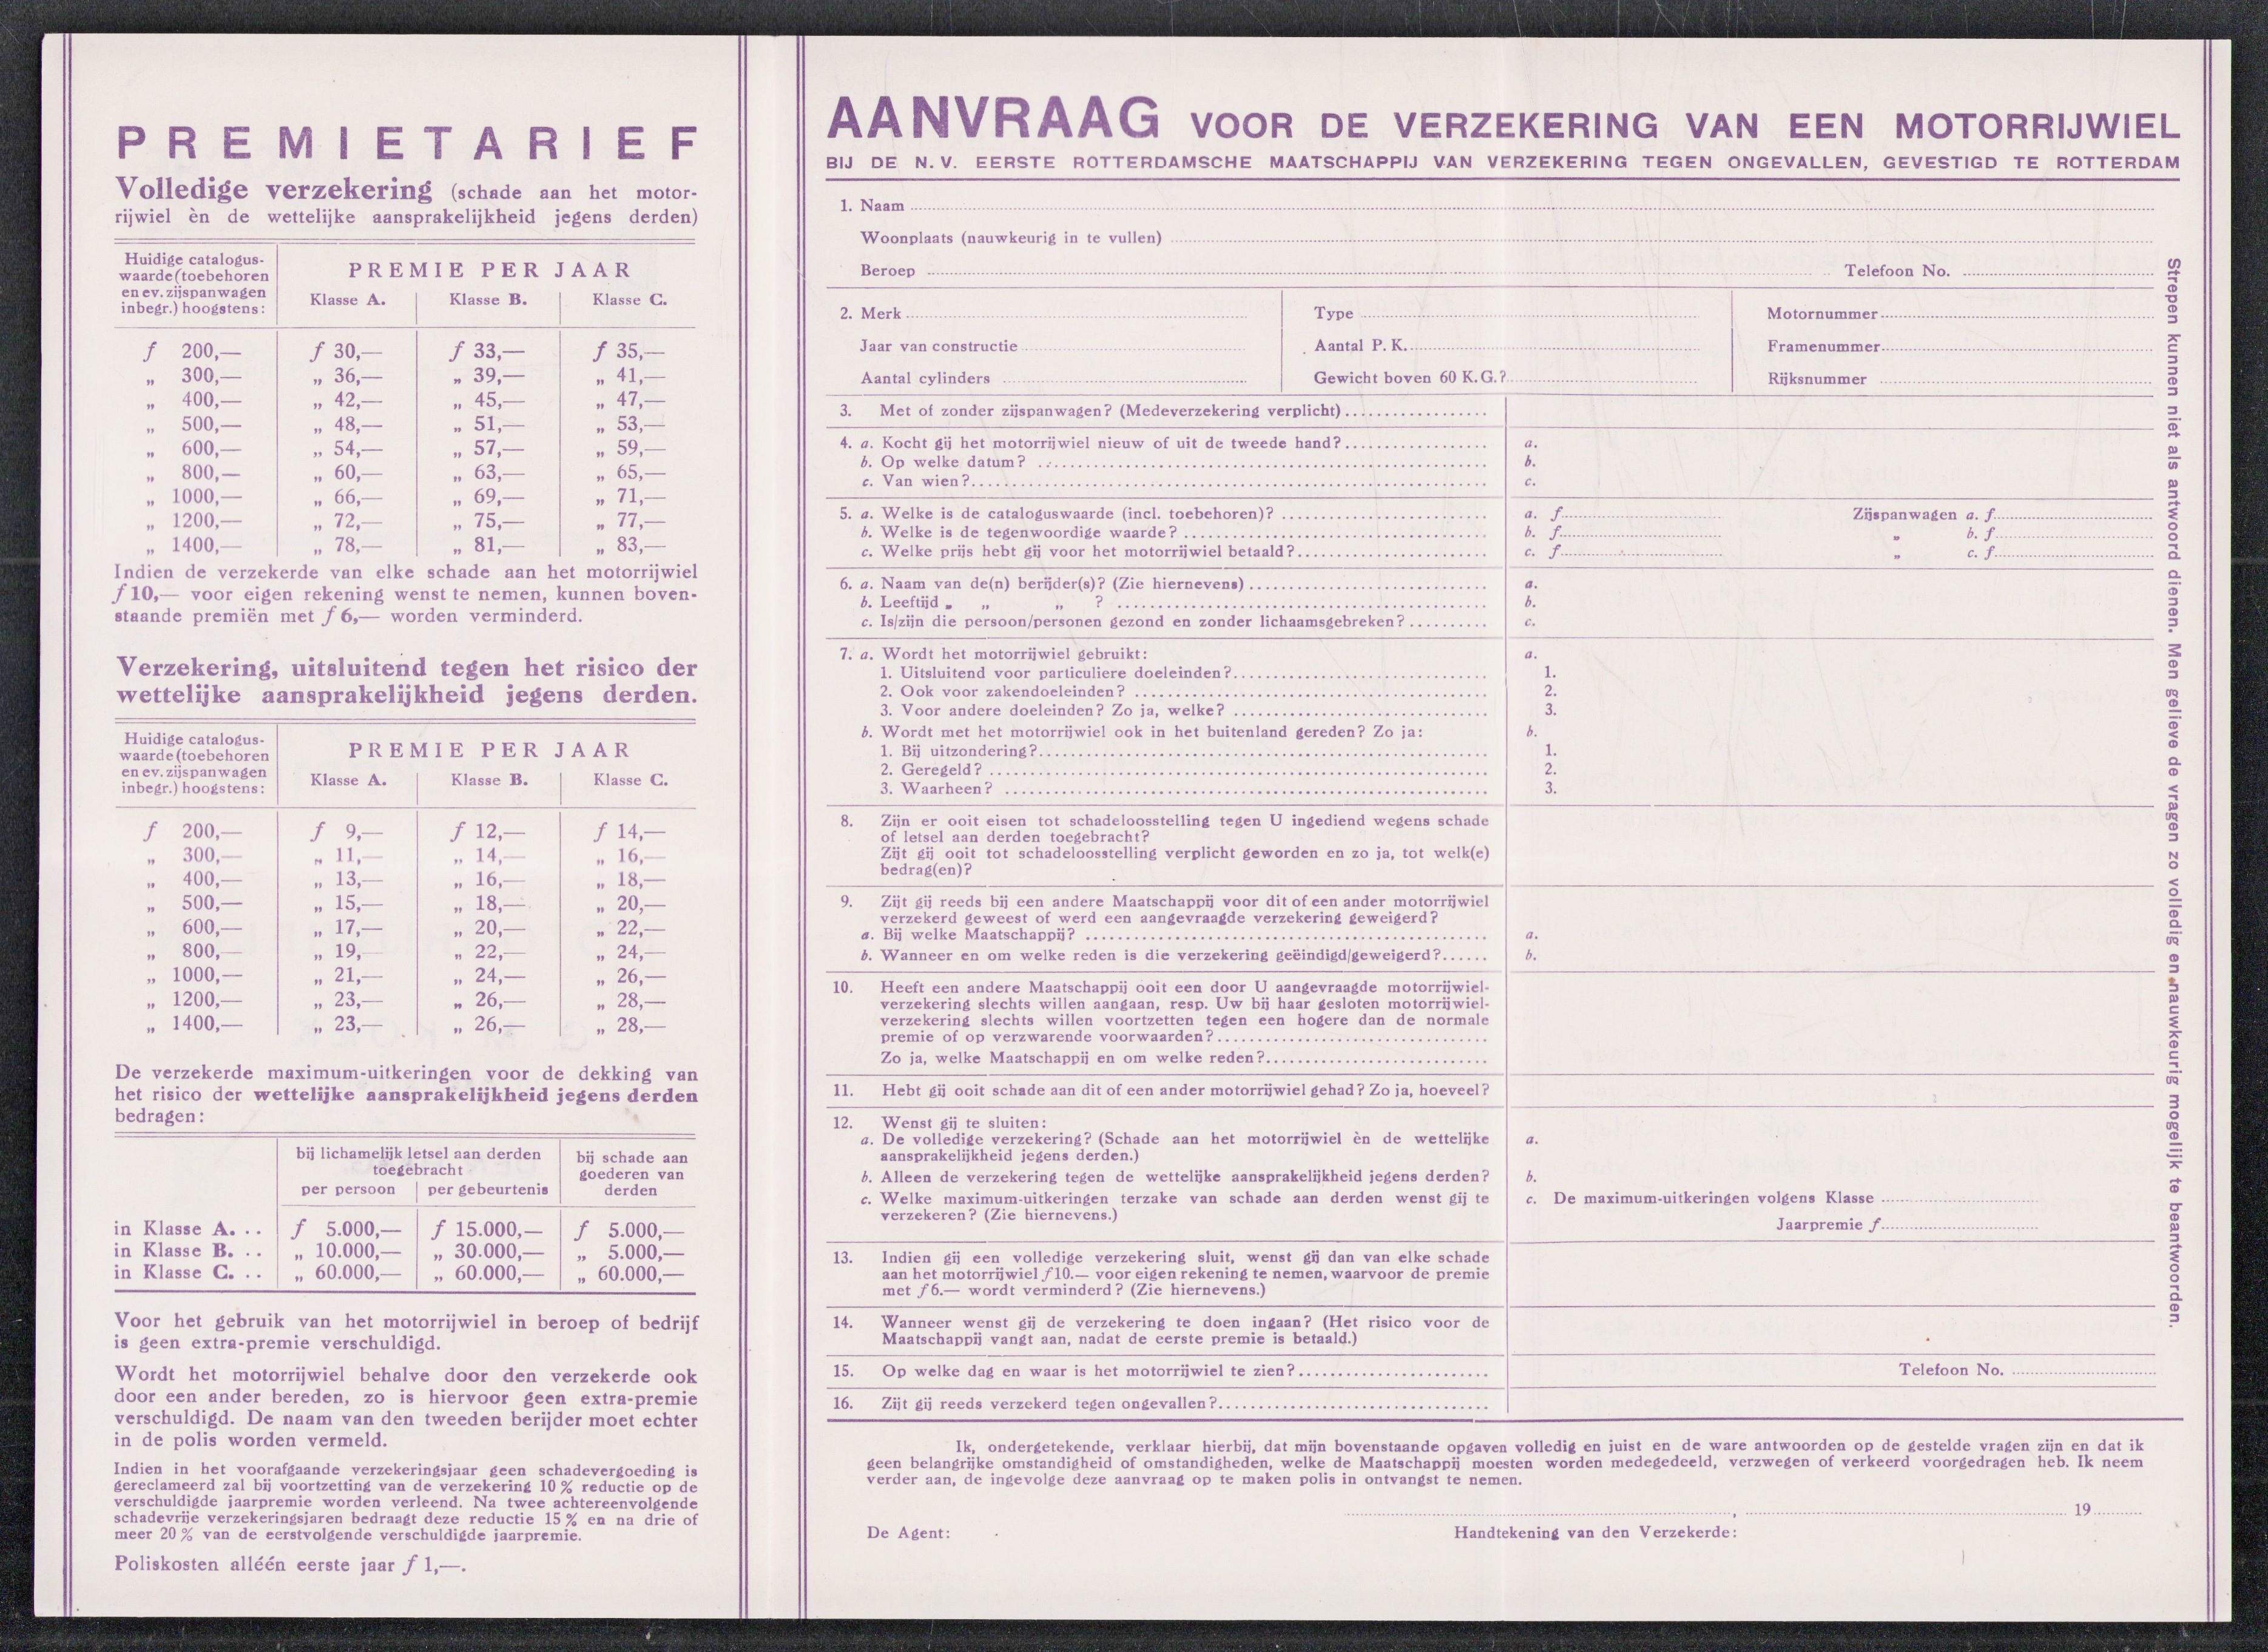 PREMIETARIEF
Volledige verzekering (schade aan het motor-
rijwiel èn de wettelijke aansprakelijkheid jegens derden)
Huidige catalogus-
waarde (toebehoren
en ev. zijspanwagen
inbegr.) hoogstens:
PREMIE PER JAAR
Klasse A. Klasse B. Klasse C.
f 200,— f 30,— f 33,— f 35,—
„ 300,— „ 36,— „ 39,— „ 41,—
„ 400,— „ 42,— „ 45,— „ 47,—
„ 500,— „ 48,— „ 51,— „ 53,—
„ 600,— „ 54,— „ 57,— „ 59,—
„ 800,— „ 60,— „ 63,— „ 65,—
„ 1000,— „ 66,— „ 69,— „ 71,—
„ 1200,— „ 72,— „ 75,— „ 77,—
„ 1400,— „ 78,— „ 81,— „ 83,—
Indien de verzekerde van elke schade aan het motorrijwiel
f 10,— voor eigen rekening wenst te nemen, kunnen boven-
staande premiën met f 6,— worden verminderd.
Verzekering, uitsluitend tegen het risico der
wettelijke aansprakelijkheid jegens derden.
Huidige catalogus-
waarde (toebehoren
en ev. zijspanwagen
inbegr.) hoogstens:
PREMIE PER JAAR
Klasse A. Klasse B. Klasse C.
f 200,— f 9,— f 12,— f 14,—
„ 300,— „ 11,— „ 14,— „ 16,—
„ 400,— „ 13,— „ 16,— „ 18,—
„ 500,— „ 15,— „ 18,— „ 20,—
„ 600,— „ 17,— „ 20,— „ 22,—
„ 800,— „ 19,— „ 22,— „ 24,—
„ 1000,— „ 21,— „ 24,— „ 26,—
„ 1200,— „ 23,— „ 26,— „ 28,—
„ 1400,— „ 23,— „ 26,— „ 28,—
De verzekerde maximum-uitkeringen voor de dekking van
het risico der wettelijke aansprakelijkheid jegens derden
bedragen:
bij lichamelijk letsel aan derden
toegebracht
per persoon per gebeurtenis
bij schade aan
goederen van
derden
in Klasse A. .. f 5.000,— f 15.000,— f 5.000,—
in Klasse B. .. „ 10.000,— „ 30.000,— „ 5.000,—
in Klasse C. .. „ 60.000,— „ 60.000,— „ 60.000,—
Voor het gebruik van het motorrijwiel in beroep of bedrijf
is geen extra-premie verschuldigd.
Wordt het motorrijwiel behalve door den verzekerde ook
door een ander bereden, zo is hiervoor geen extra-premie
verschuldigd. De naam van den tweeden berijder moet echter
in de polis worden vermeld.
Indien in het voorafgaande verzekeringsjaar geen schadevergoeding is
gereclameerd zal bij voortzetting van de verzekering 10 % reductie op de
verschuldigde jaarpremie worden verleend. Na twee achtereenvolgende
schadevrije verzekeringsjaren bedraagt deze reductie 15 % en na drie of
meer 20 % van de eerstvolgende verschuldigde jaarpremie.
Poliskosten alléén eerste jaar f 1,—.
AANVRAAG VOOR DE VERZEKERING VAN EEN MOTORRIJWIEL
BIJ DE N.V. EERSTE ROTTERDAMSCHE MAATSCHAPPIJ VAN VERZEKERING TEGEN ONGEVALLEN, GEVESTIGD TE ROTTERDAM
1. Naam
Woonplaats (nauwkeurig in te vullen)
Beroep Telefoon No.
2. Merk Type Motornummer
Jaar van constructie Aantal P. K. Framenummer
Aantal cylinders Gewicht boven 60 K.G.? Rijksnummer
3. Met of zonder zijspanwagen? (Medeverzekering verplicht)
4. a. Kocht gij het motorrijwiel nieuw of uit de tweede hand? a.
b. Op welke datum? b.
c. Van wien? c.
5. a. Welke is de cataloguswaarde (incl. toebehoren)? a. f Zijspanwagen a. f
b. Welke is de tegenwoordige waarde? b. f „ b. f
c. Welke prijs hebt gij voor het motorrijwiel betaald? c. f „ c. f
6. a. Naam van de(n) berijder(s)? (Zie hiernevens) a.
b. Leeftijd „ „ „ ? b.
c. Is/zijn die persoon/personen gezond en zonder lichaamsgebreken? c.
7. a. Wordt het motorrijwiel gebruikt: a.
1. Uitsluitend voor particuliere doeleinden? 1.
2. Ook voor zakendoeleinden? 2.
3. Voor andere doeleinden? Zo ja, welke? 3.
b. Wordt met het motorrijwiel ook in het buitenland gereden? Zo ja: b.
1. Bij uitzondering? 1.
2. Geregeld? 2.
3. Waarheen? 3.
8. Zijn er ooit eisen tot schadeloosstelling tegen U ingediend wegens schade
of letsel aan derden toegebracht?
Zijt gij ooit tot schadeloosstelling verplicht geworden en zo ja, tot welk(e)
bedrag(en)?
9. Zijt gij reeds bij een andere Maatschappij voor dit of een ander motorrijwiel
verzekerd geweest of werd een aangevraagde verzekering geweigerd?
a. Bij welke Maatschappij? a.
b. Wanneer en om welke reden is die verzekering geëindigd/geweigerd? b.
10. Heeft een andere Maatschappij ooit een door U aangevraagde motorrijwiel-
verzekering slechts willen aangaan, resp. Uw bij haar gesloten motorrijwiel-
verzekering slechts willen voortzetten tegen een hogere dan de normale
premie of op verzwarende voorwaarden?
Zo ja, welke Maatschappij en om welke reden?
11. Hebt gij ooit schade aan dit of een ander motorrijwiel gehad? Zo ja, hoeveel?
12. Wenst gij te sluiten:
a. De volledige verzekering? (Schade aan het motorrijwiel èn de wettelijke a.
aansprakelijkheid jegens derden.)
b. Alleen de verzekering tegen de wettelijke aansprakelijkheid jegens derden? b.
c. Welke maximum-uitkeringen terzake van schade aan derden wenst gij te c. De maximum-uitkeringen volgens Klasse
verzekeren? (Zie hiernevens.)
Jaarpremie f
13. Indien gij een volledige verzekering sluit, wenst gij dan van elke schade
aan het motorrijwiel f 10.— voor eigen rekening te nemen, waarvoor de premie
met f 6.— wordt verminderd? (Zie hiernevens.)
14. Wanneer wenst gij de verzekering te doen ingaan? (Het risico voor de
Maatschappij vangt aan, nadat de eerste premie is betaald.)
15. Op welke dag en waar is het motorrijwiel te zien? Telefoon No.
16. Zijt gij reeds verzekerd tegen ongevallen?
Ik, ondergetekende, verklaar hierbij, dat mijn bovenstaande opgaven volledig en juist en de ware antwoorden op de gestelde vragen zijn en dat ik
geen belangrijke omstandigheid of omstandigheden, welke de Maatschappij moesten worden medegedeeld, verzwegen of verkeerd voorgedragen heb. Ik neem
verder aan, de ingevolge deze aanvraag op te maken polis in ontvangst te nemen.
, 19
De Agent: Handtekening van den Verzekerde:
Strepen kunnen niet als antwoord dienen. Men gelieve de vragen zo volledig en nauwkeurig mogelijk te beantwoorden.